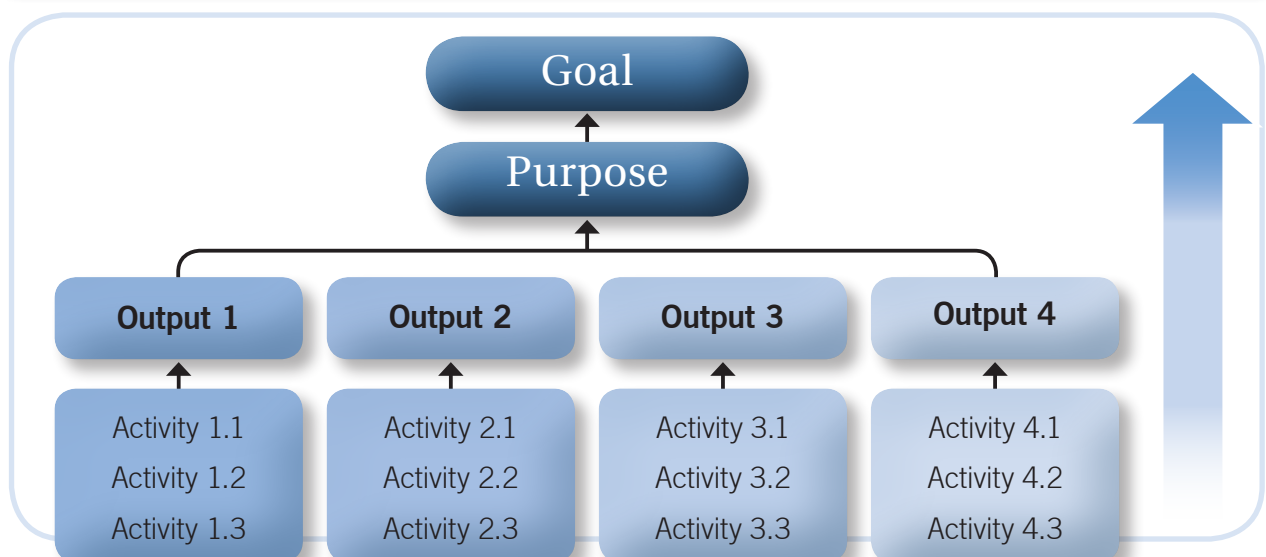 Goal
Purpose
Output 1
Output 2
Output 3
Output 4
Activity 1.1
Activity 1.2
Activity 1.3
Activity 2.1
Activity 2.2
Activity 2.3
Activity 3.1
Activity 3.2
Activity 3.3
Activity 4.1
Activity 4.2
Activity 4.3